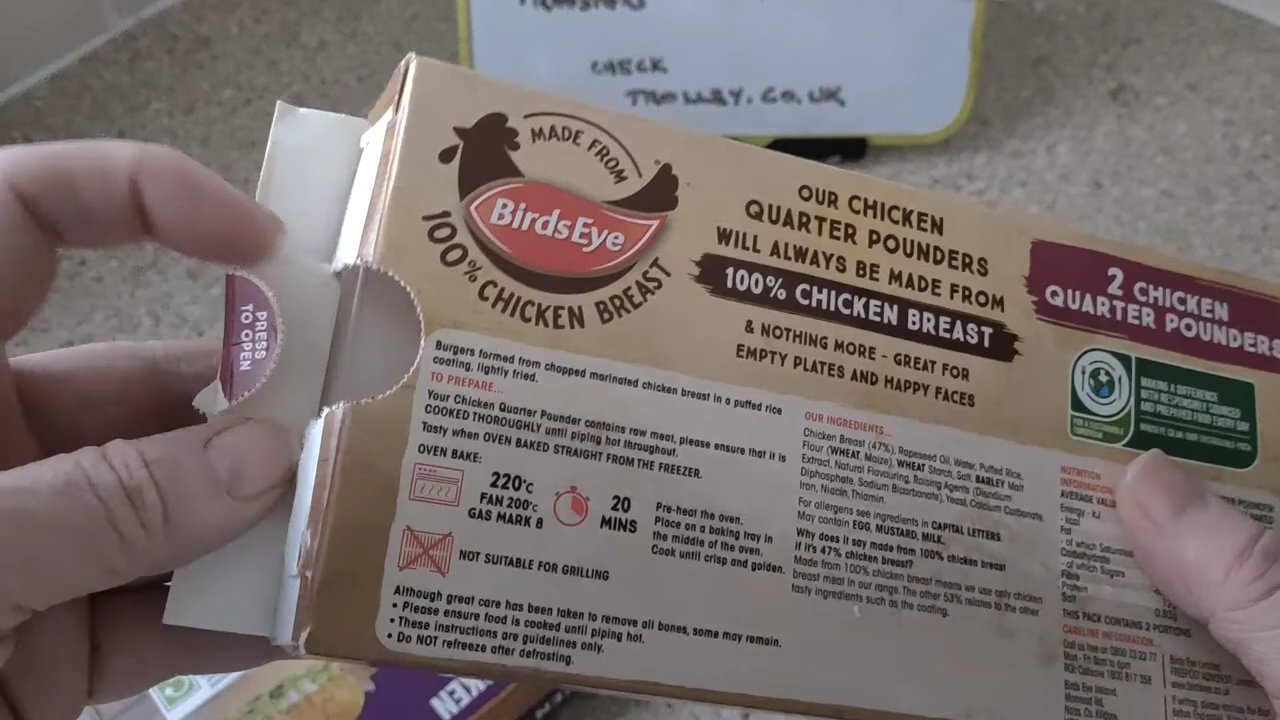 CHECK
TROLLEY.CO.UK
MADE FROM
BirdsEye
100% CHICKEN BREAST
OUR CHICKEN
QUARTER POUNDERS
WILL ALWAYS BE MADE FROM
100% CHICKEN BREAST
& NOTHING MORE - GREAT FOR
EMPTY PLATES AND HAPPY FACES
2 CHICKEN
QUARTER POUNDERS
MAKING A DIFFERENCE
WITH RESPONSIBLY SOURCED
AND PREPARED FOOD EVERY DAY
PRESS
TO OPEN
Burgers formed from chopped marinated chicken breast in a puffed rice
coating, lightly fried.
TO PREPARE...
Your Chicken Quarter Pounder contains raw meat, please ensure that it is
COOKED THOROUGHLY until piping hot throughout.
Tasty when OVEN BAKED STRAIGHT FROM THE FREEZER.
OVEN BAKE:
220°c
FAN 200°c
GAS MARK 8
20
MINS
Pre-heat the oven.
Place on a baking tray in
the middle of the oven.
Cook until crisp and golden.
NOT SUITABLE FOR GRILLING
Although great care has been taken to remove all bones, some may remain.
• Please ensure food is cooked until piping hot.
• These instructions are guidelines only.
• Do NOT refreeze after defrosting.
OUR INGREDIENTS...
Chicken Breast (47%), Rapeseed Oil, Water, Puffed Rice
Flour (WHEAT, Maize), WHEAT Starch, Salt, BARLEY Malt
Extract, Natural Flavouring, Raising Agents (Disodium
Diphosphate, Sodium Bicarbonate), Yeast, Calcium Carbonate,
Iron, Niacin, Thiamin.
For allergens see ingredients in CAPITAL LETTERS.
May contain EGG, MUSTARD, MILK.
Why does it say made from 100% chicken breast
if it's 47% chicken breast?
Made from 100% chicken breast means we use only chicken
breast meat in our range. The other 53% relates to the other
tasty ingredients such as the coating.
NUTRITION
INFORMATION
AVERAGE VALU
Energy - kJ
- kcal
Fat
- of which Saturates
Carbohydrate
- of which Sugars
Fibre
- Protein
Salt
0.83g
THIS PACK CONTAINS 2 PORTIONS
CARELINE INFORMATION
Call us free on 0800 33 22 77
Mon - Fri 9am to 6pm
ROI: Callsave 1800 817 358
Birds Eye Ireland,
Naas, Co. Kildare
Birds Eye Limited,
www.birdseye.co.uk